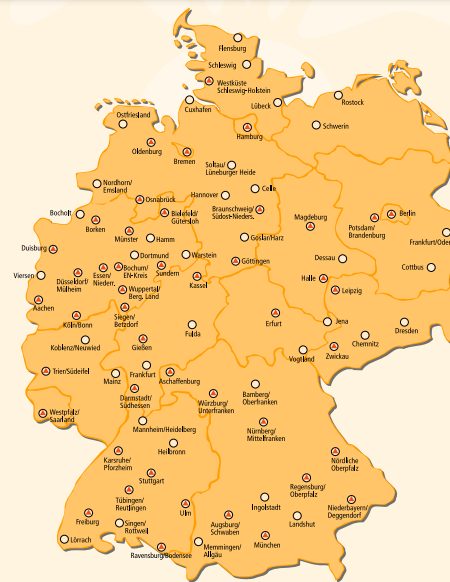 Flensburg
Schleswig
Westküste
Schleswig-Holstein
Cuxhafen
Lübeck
Rostock
Ostfriesland
Schwerin
Hamburg
Oldenburg
Bremen
Soltau/
Lüneburger Heide
Nordhorn/
Emsland
Celle
Hannover
Osnabrück
Bocholt
Borken
Bielefeld/
Gütersloh
Braunschweig/
Südost-Nieders.
Magdeburg
Berlin
Potsdam/
Brandenburg
Münster
Hamm
Goslar/Harz
Frankfurt/Oder
Duisburg
Dortmund
Warstein
Göttingen
Dessau
Cottbus
Viersen
Düsseldorf/
Mülheim
Essen/
Nieder.
Bochum/
EN-Kreis
Sundern
Kassel
Halle
Leipzig
Wuppertal/
Berg. Land
Aachen
Siegen/
Betzdorf
Köln/Bonn
Erfurt
Jena
Dresden
Fulda
Chemnitz
Koblenz/Neuwied
Gießen
Vogtland
Zwickau
Trier/Südeifel
Mainz
Frankfurt
Aschaffenburg
Darmstadt/
Südhessen
Würzburg/
Unterfranken
Bamberg/
Oberfranken
Westpfalz/
Saarland
Mannheim/Heidelberg
Nürnberg/
Mittelfranken
Heilbronn
Karsruhe/
Pforzheim
Nördliche
Oberpfalz
Stuttgart
Regensburg/
Oberpfalz
Tübingen/
Reutlingen
Ulm
Ingolstadt
Niederbayern/
Deggendorf
Freiburg
Singen/
Rottweil
Augsburg/
Schwaben
Landshut
Lörrach
Ravensburg/Bodensee
Memmingen/
Allgäu
München